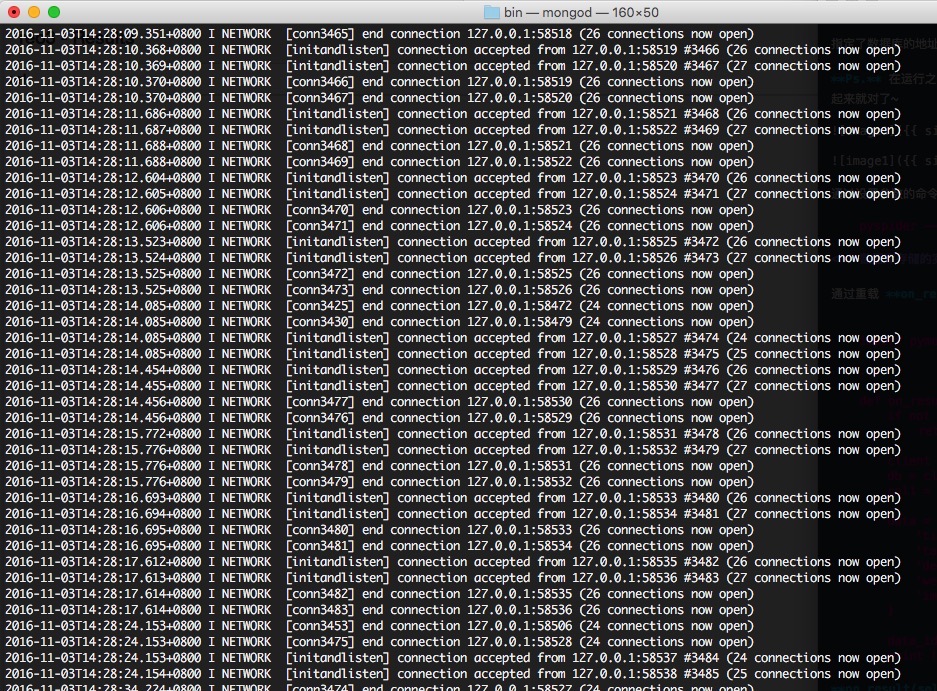 bin — mongod — 160×50
2016-11-03T14:28:09.351+0800 I NETWORK  [conn3465] end connection 127.0.0.1:58518 (26 connections now open)
2016-11-03T14:28:10.368+0800 I NETWORK  [initandlisten] connection accepted from 127.0.0.1:58519 #3466 (26 connections now open)
2016-11-03T14:28:10.369+0800 I NETWORK  [initandlisten] connection accepted from 127.0.0.1:58520 #3467 (27 connections now open)
2016-11-03T14:28:10.370+0800 I NETWORK  [conn3466] end connection 127.0.0.1:58519 (26 connections now open)
2016-11-03T14:28:10.370+0800 I NETWORK  [conn3467] end connection 127.0.0.1:58520 (26 connections now open)
2016-11-03T14:28:11.686+0800 I NETWORK  [initandlisten] connection accepted from 127.0.0.1:58521 #3468 (26 connections now open)
2016-11-03T14:28:11.687+0800 I NETWORK  [initandlisten] connection accepted from 127.0.0.1:58522 #3469 (27 connections now open)
2016-11-03T14:28:11.688+0800 I NETWORK  [conn3468] end connection 127.0.0.1:58521 (26 connections now open)
2016-11-03T14:28:11.688+0800 I NETWORK  [conn3469] end connection 127.0.0.1:58522 (26 connections now open)
2016-11-03T14:28:12.604+0800 I NETWORK  [initandlisten] connection accepted from 127.0.0.1:58523 #3470 (26 connections now open)
2016-11-03T14:28:12.605+0800 I NETWORK  [initandlisten] connection accepted from 127.0.0.1:58524 #3471 (27 connections now open)
2016-11-03T14:28:12.606+0800 I NETWORK  [conn3470] end connection 127.0.0.1:58523 (26 connections now open)
2016-11-03T14:28:12.606+0800 I NETWORK  [conn3471] end connection 127.0.0.1:58524 (26 connections now open)
2016-11-03T14:28:13.523+0800 I NETWORK  [initandlisten] connection accepted from 127.0.0.1:58525 #3472 (26 connections now open)
2016-11-03T14:28:13.524+0800 I NETWORK  [initandlisten] connection accepted from 127.0.0.1:58526 #3473 (27 connections now open)
2016-11-03T14:28:13.525+0800 I NETWORK  [conn3472] end connection 127.0.0.1:58525 (26 connections now open)
2016-11-03T14:28:13.525+0800 I NETWORK  [conn3473] end connection 127.0.0.1:58526 (26 connections now open)
2016-11-03T14:28:14.085+0800 I NETWORK  [conn3425] end connection 127.0.0.1:58472 (24 connections now open)
2016-11-03T14:28:14.085+0800 I NETWORK  [conn3430] end connection 127.0.0.1:58479 (24 connections now open)
2016-11-03T14:28:14.085+0800 I NETWORK  [initandlisten] connection accepted from 127.0.0.1:58527 #3474 (24 connections now open)
2016-11-03T14:28:14.085+0800 I NETWORK  [initandlisten] connection accepted from 127.0.0.1:58528 #3475 (25 connections now open)
2016-11-03T14:28:14.454+0800 I NETWORK  [initandlisten] connection accepted from 127.0.0.1:58529 #3476 (26 connections now open)
2016-11-03T14:28:14.455+0800 I NETWORK  [initandlisten] connection accepted from 127.0.0.1:58530 #3477 (27 connections now open)
2016-11-03T14:28:14.456+0800 I NETWORK  [conn3477] end connection 127.0.0.1:58530 (26 connections now open)
2016-11-03T14:28:14.456+0800 I NETWORK  [conn3476] end connection 127.0.0.1:58529 (26 connections now open)
2016-11-03T14:28:15.772+0800 I NETWORK  [initandlisten] connection accepted from 127.0.0.1:58531 #3478 (26 connections now open)
2016-11-03T14:28:15.776+0800 I NETWORK  [initandlisten] connection accepted from 127.0.0.1:58532 #3479 (27 connections now open)
2016-11-03T14:28:15.776+0800 I NETWORK  [conn3478] end connection 127.0.0.1:58531 (26 connections now open)
2016-11-03T14:28:15.776+0800 I NETWORK  [conn3479] end connection 127.0.0.1:58532 (26 connections now open)
2016-11-03T14:28:16.693+0800 I NETWORK  [initandlisten] connection accepted from 127.0.0.1:58533 #3480 (26 connections now open)
2016-11-03T14:28:16.694+0800 I NETWORK  [initandlisten] connection accepted from 127.0.0.1:58534 #3481 (27 connections now open)
2016-11-03T14:28:16.695+0800 I NETWORK  [conn3480] end connection 127.0.0.1:58533 (26 connections now open)
2016-11-03T14:28:16.695+0800 I NETWORK  [conn3481] end connection 127.0.0.1:58534 (26 connections now open)
2016-11-03T14:28:17.612+0800 I NETWORK  [initandlisten] connection accepted from 127.0.0.1:58535 #3482 (26 connections now open)
2016-11-03T14:28:17.613+0800 I NETWORK  [initandlisten] connection accepted from 127.0.0.1:58536 #3483 (27 connections now open)
2016-11-03T14:28:17.614+0800 I NETWORK  [conn3482] end connection 127.0.0.1:58535 (26 connections now open)
2016-11-03T14:28:17.614+0800 I NETWORK  [conn3483] end connection 127.0.0.1:58536 (26 connections now open)
2016-11-03T14:28:24.153+0800 I NETWORK  [conn3453] end connection 127.0.0.1:58506 (24 connections now open)
2016-11-03T14:28:24.153+0800 I NETWORK  [conn3475] end connection 127.0.0.1:58528 (24 connections now open)
2016-11-03T14:28:24.153+0800 I NETWORK  [initandlisten] connection accepted from 127.0.0.1:58537 #3484 (24 connections now open)
2016-11-03T14:28:24.154+0800 I NETWORK  [initandlisten] connection accepted from 127.0.0.1:58538 #3485 (25 connections now open)
2016-11-03T14:28:34.224+0800 I NETWORK  [conn3474] end connection 127.0.0.1:58527 (24 connections now open)
在运行之
起来就对了~
![image1]({{ si
的命令
通过重载